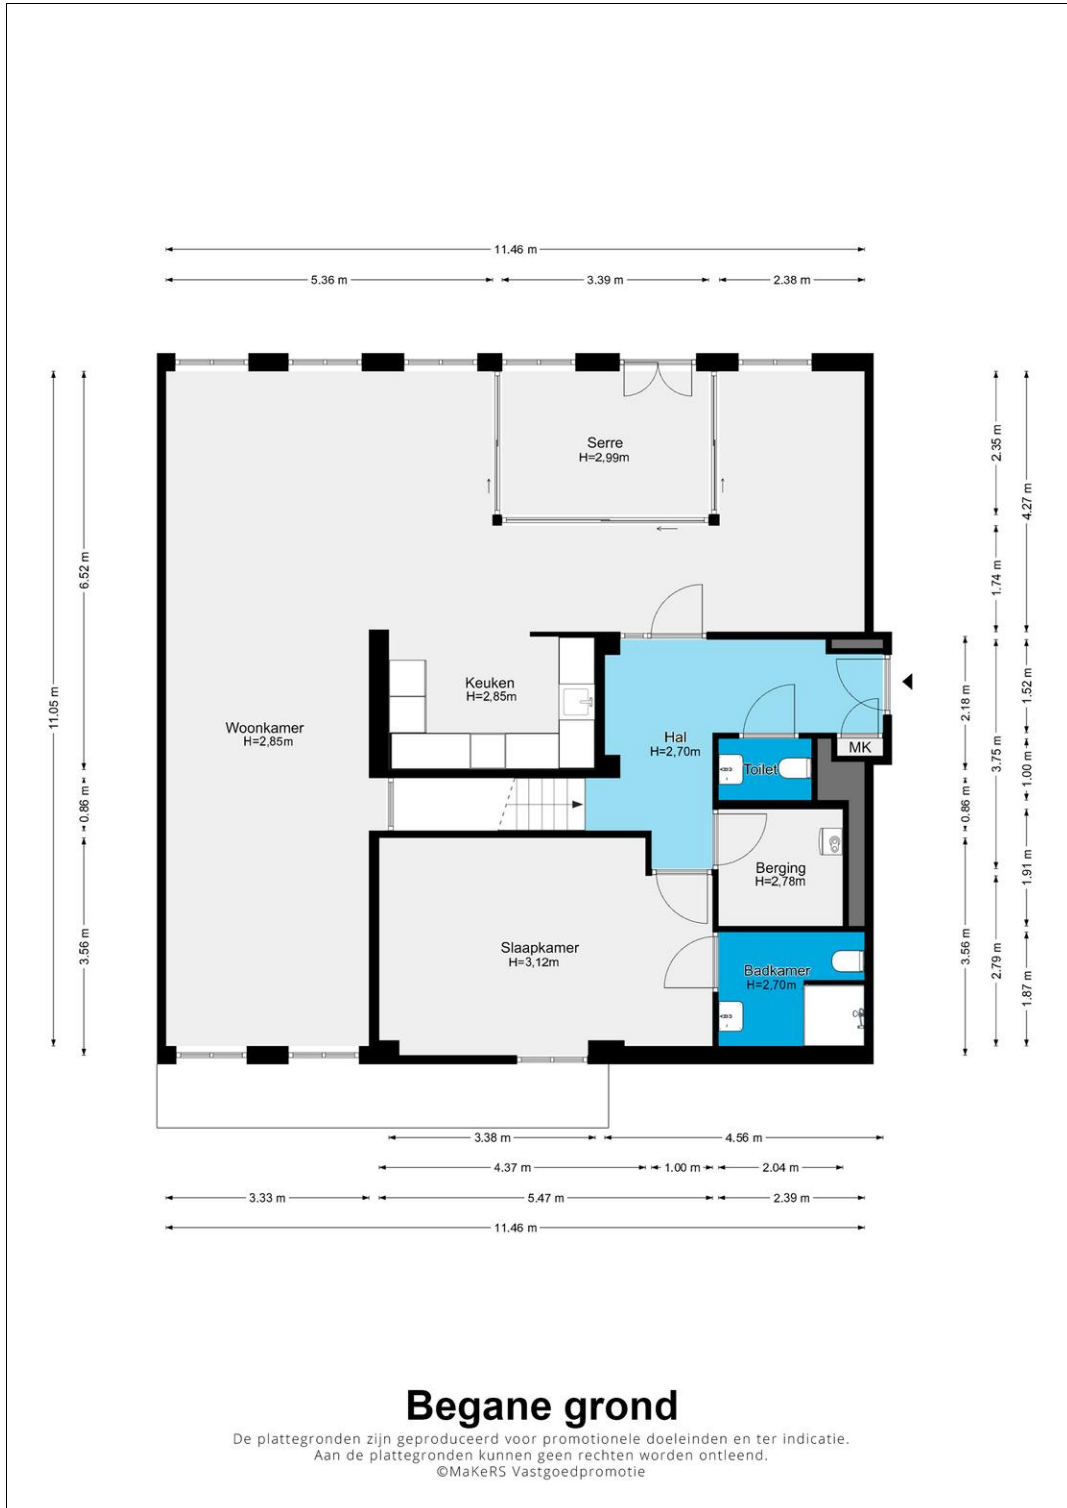 11.46 m
5.36 m
3.39 m
2.38 m
Serre
H=2,99m
2.35 m
4.27 m
6.52 m
1.74 m
Keuken
H=2,85m
11.05 m
Woonkamer
H=2,85m
Hal
H=2,70m
MK
Toilet
2.18 m
3.75 m
1.52 m
1.00 m
0.86 m
0.86 m
Berging
H=2,78m
1.91 m
3.56 m
Slaapkamer
H=3,12m
Badkamer
H=2,70m
3.56 m
2.79 m
1.87 m
3.38 m
4.56 m
4.37 m
1.00 m
2.04 m
3.33 m
5.47 m
2.39 m
11.46 m
Begane grond
De plattegronden zijn geproduceerd voor promotionele doeleinden en ter indicatie.
Aan de plattegronden kunnen geen rechten worden ontleend.
©MaKeRS Vastgoedpromotie